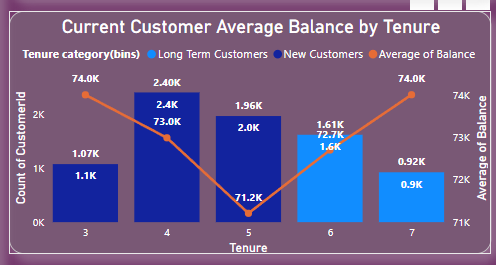 Current Customer Average Balance by Tenure
Tenure category(bins) Long Term Customers New Customers Average of Balance
74.0K 2.40K 74.0K
74K
2.4K 1.96K
2K 73.0K 2.0K 1.61K
72.7K 73K
1.6K
1.07K 0.92K
1K 1.1K 72K
71.2K 0.9K
0K 71K
3 4 5 6 7
Tenure
Count of CustomerId
Average of Balance